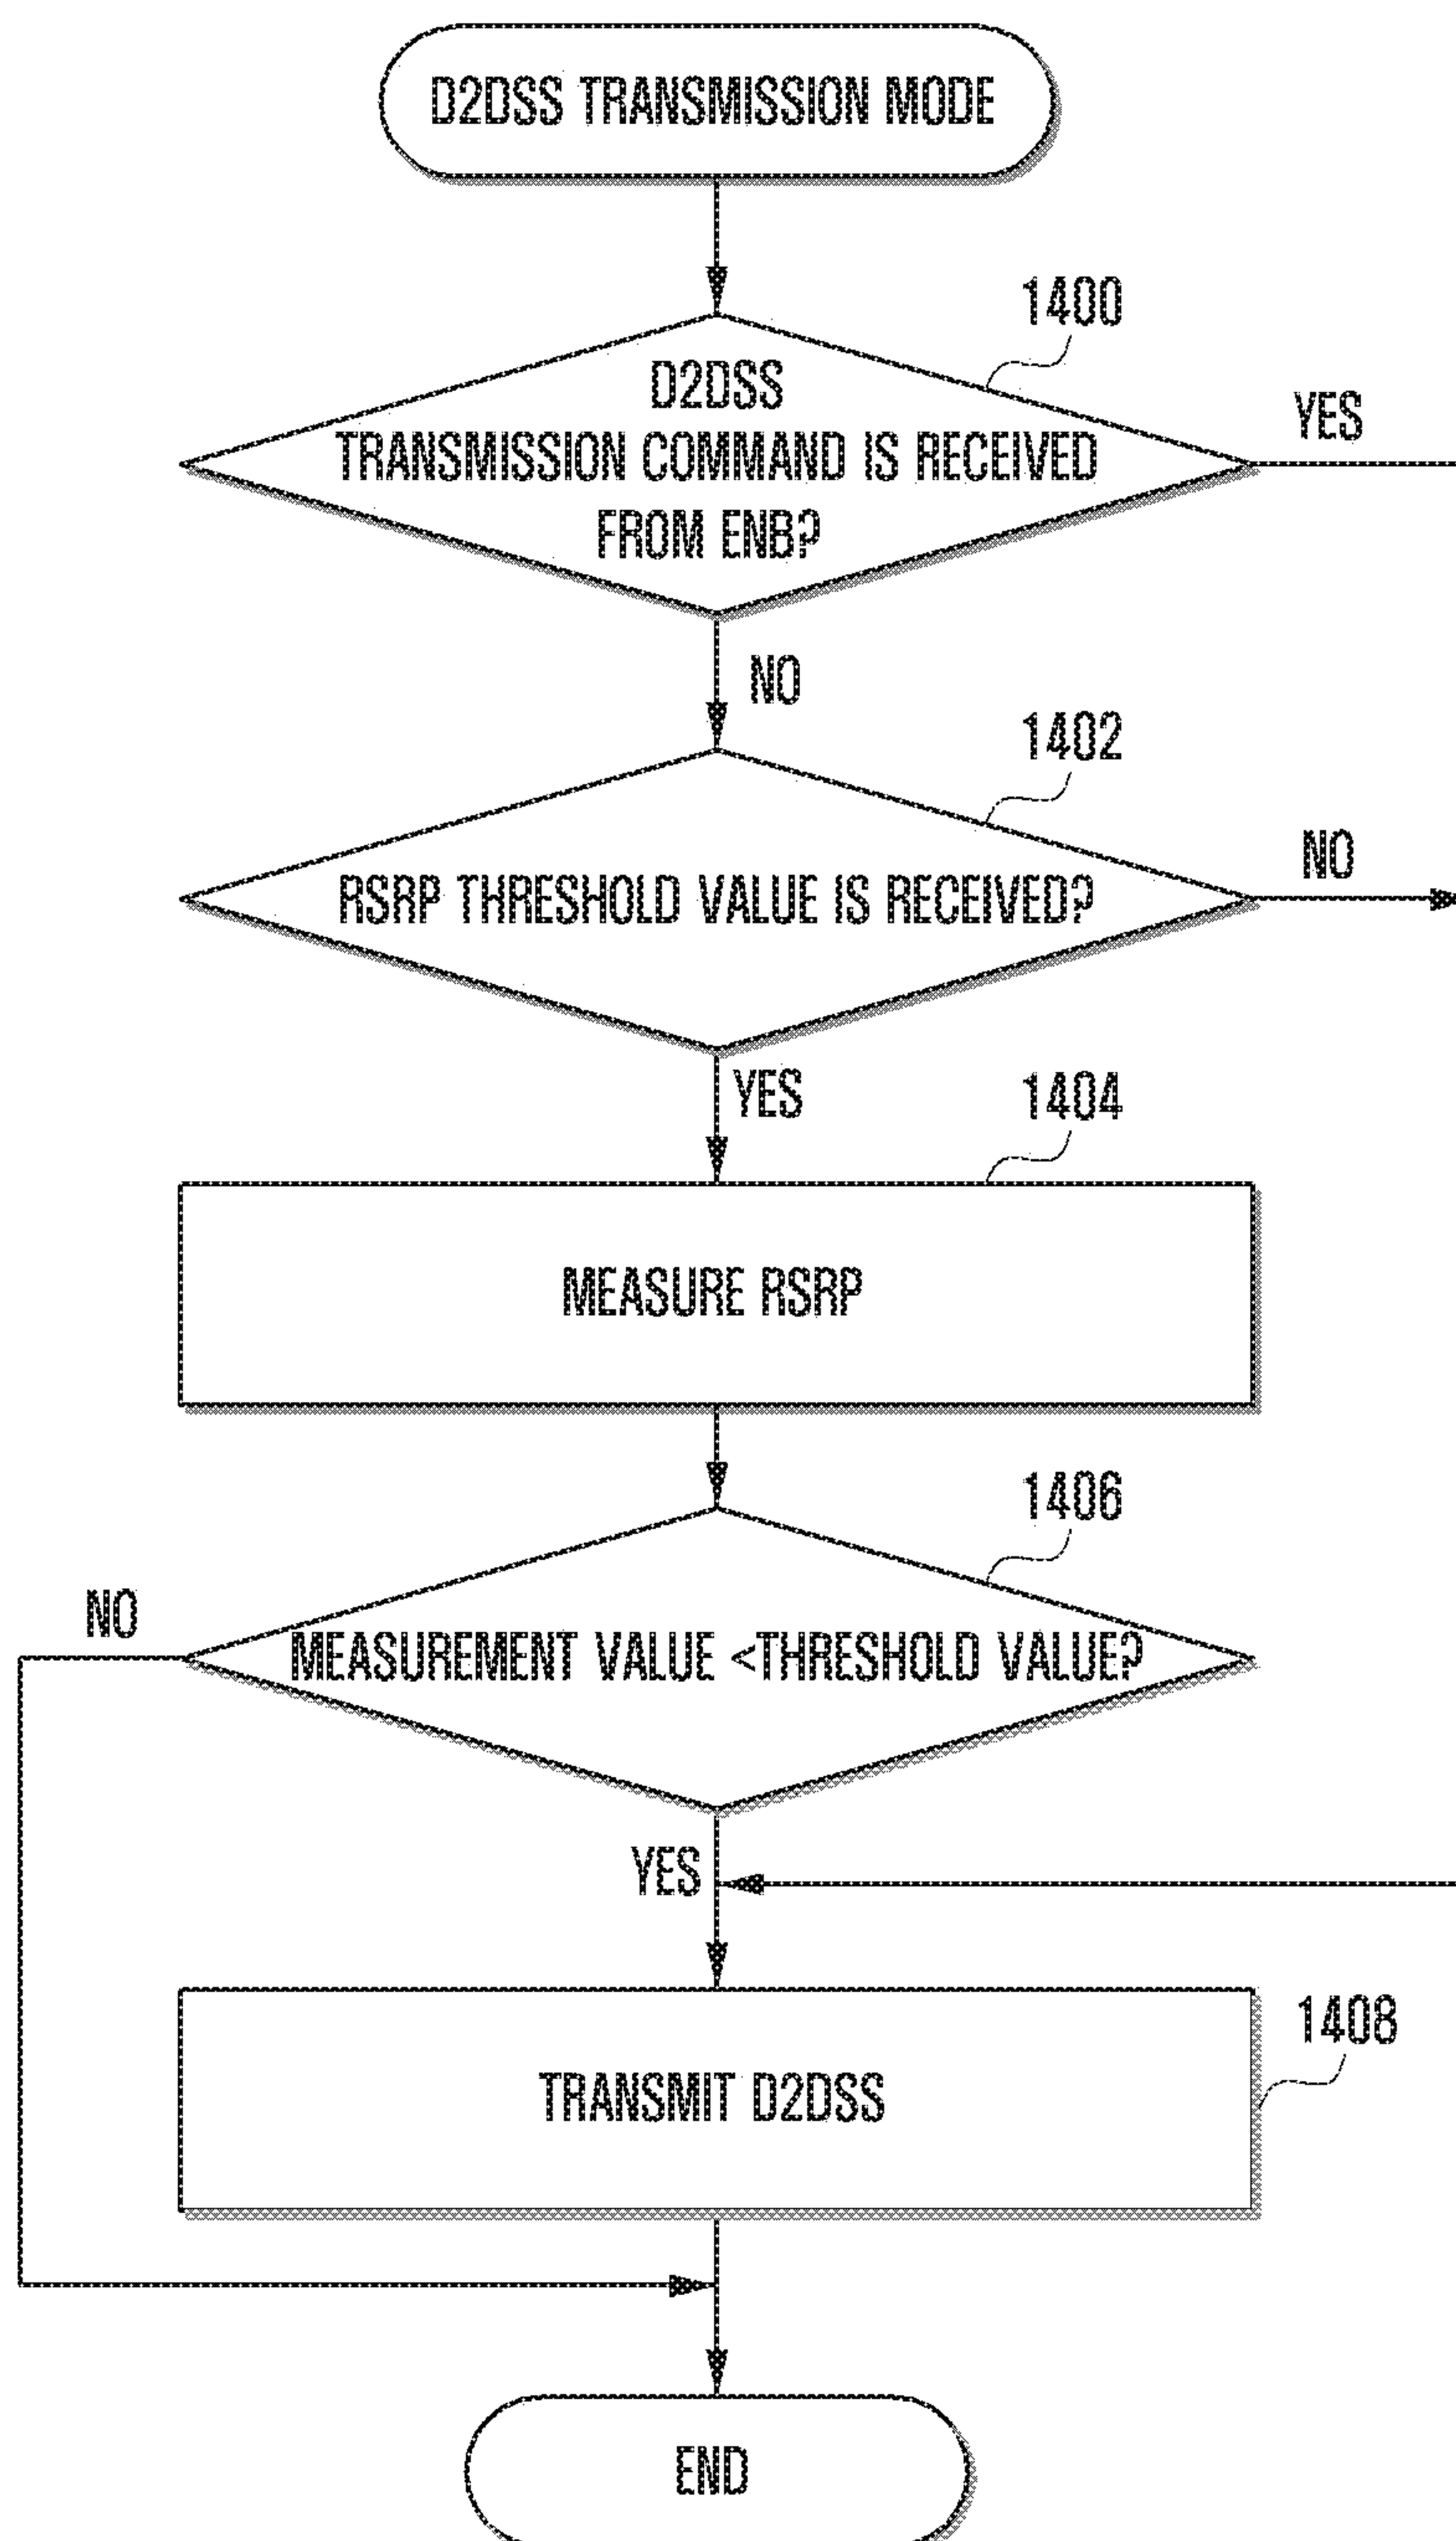 D2DSS TRANSMISSION MODE
1400
D2DSS
TRANSMISSION COMMAND IS RECEIVED
FROM ENB?
YES
NO
1402
RSRP THRESHOLD VALUE IS RECEIVED?
NO
YES
1404
MEASURE RSRP
1406
NO
MEASUREMENT VALUE <THRESHOLD VALUE?
YES
1408
TRANSMIT D2DSS
END